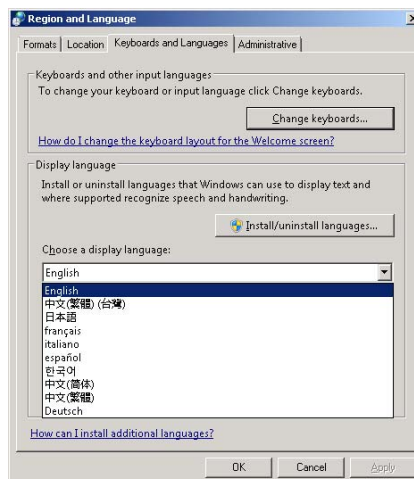 Region and Language
Formats
Location
Keyboards and Languages
Administrative
Keyboards and other input languages
To change your keyboard or input language click Change keyboards.
Change keyboards...
How do I change the keyboard layout for the Welcome screen?
Display language
Install or uninstall languages that Windows can use to display text and
where supported recognize speech and handwriting.
Install/uninstall languages...
Choose a display language:
English
English
中文(繁體) (台灣)
日本語
français
italiano
español
한국어
中文(简体)
中文(繁體)
Deutsch
How can I install additional languages?
OK
Cancel
Apply